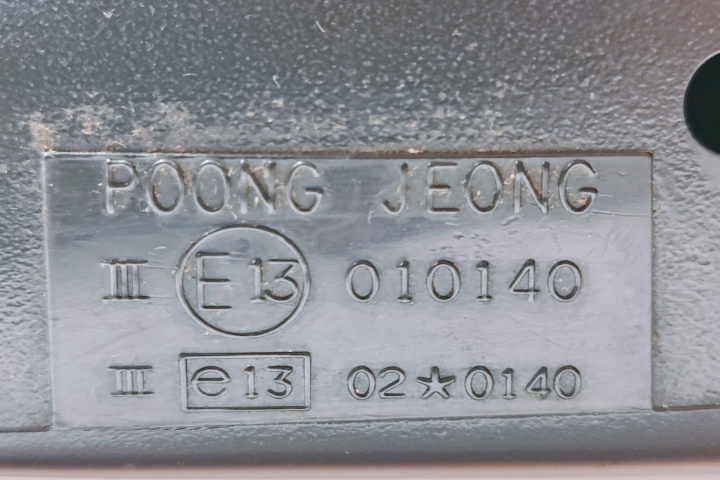 POONG JEONG
III E13 010140
III e13 02★0140